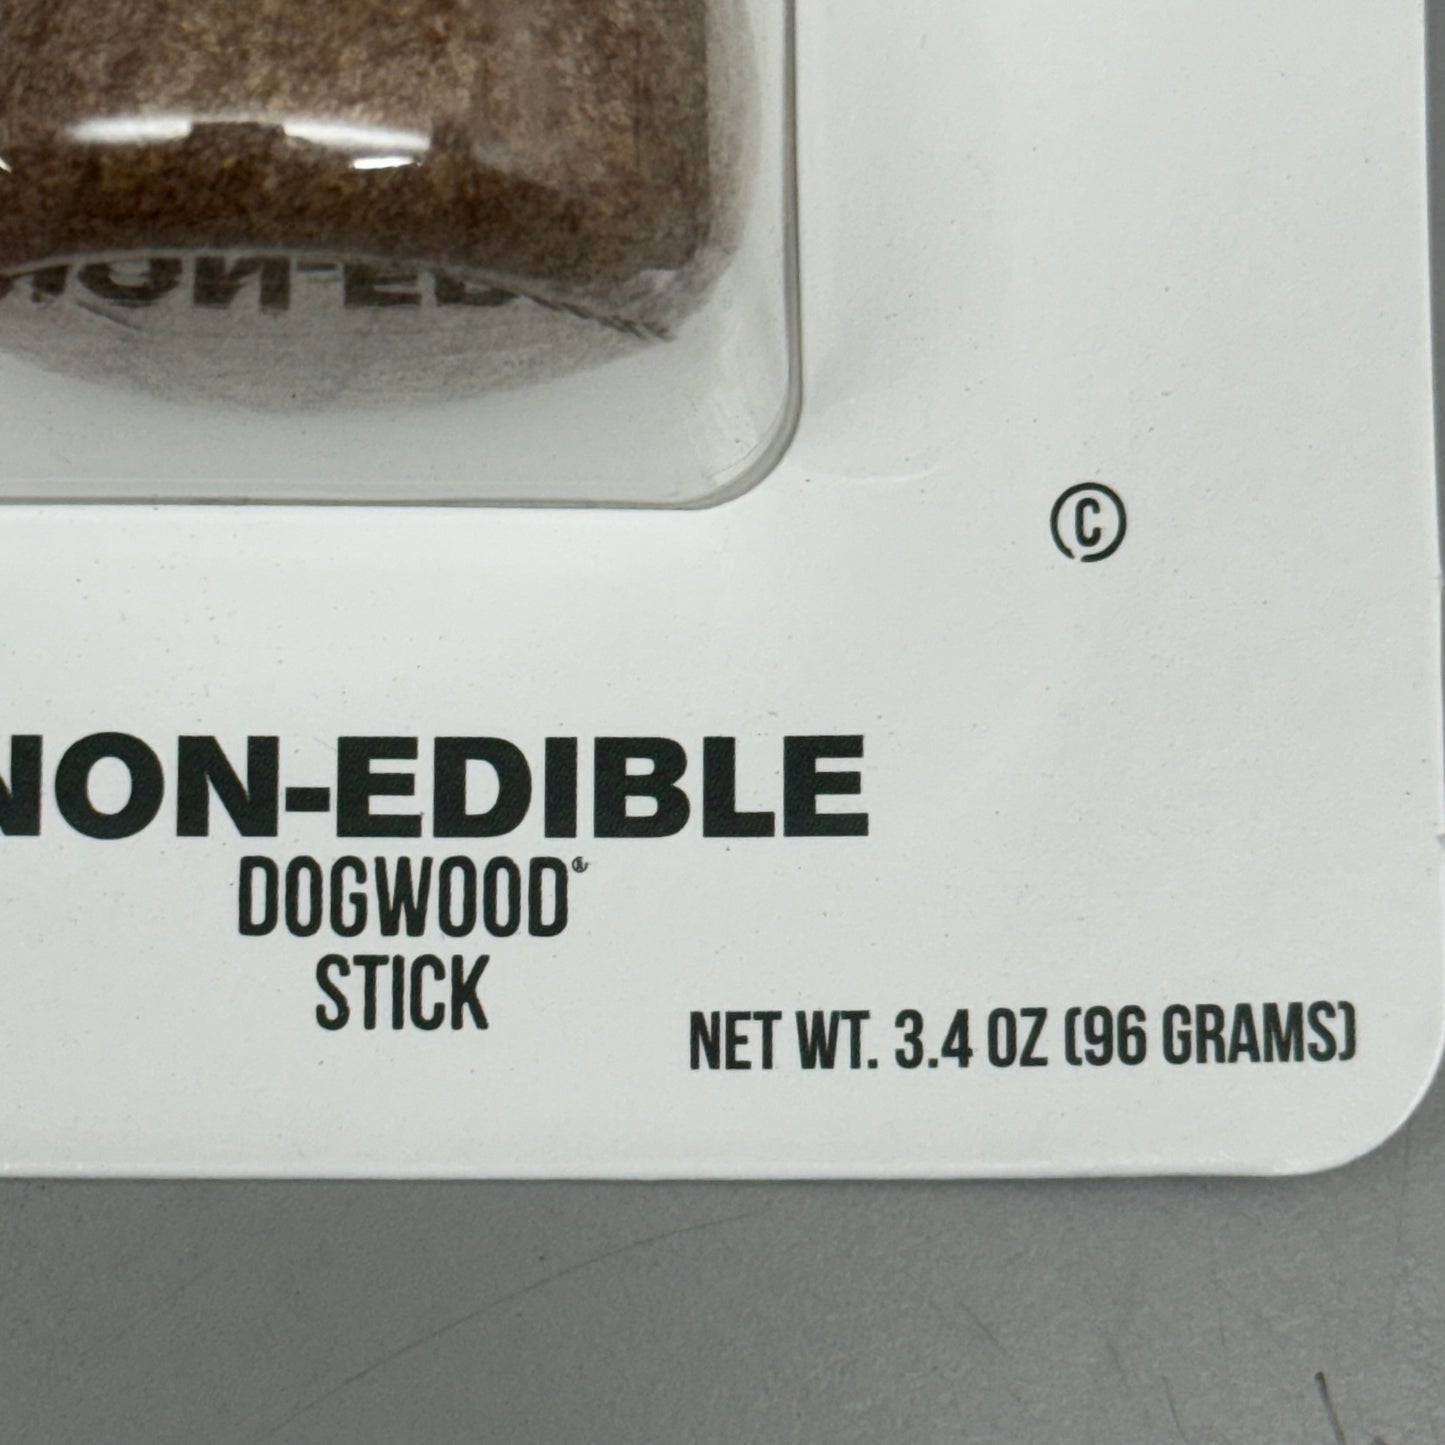 ©
NON-EDIBLE
DOGWOOD®
STICK
NET WT. 3.4 OZ (96 GRAMS)